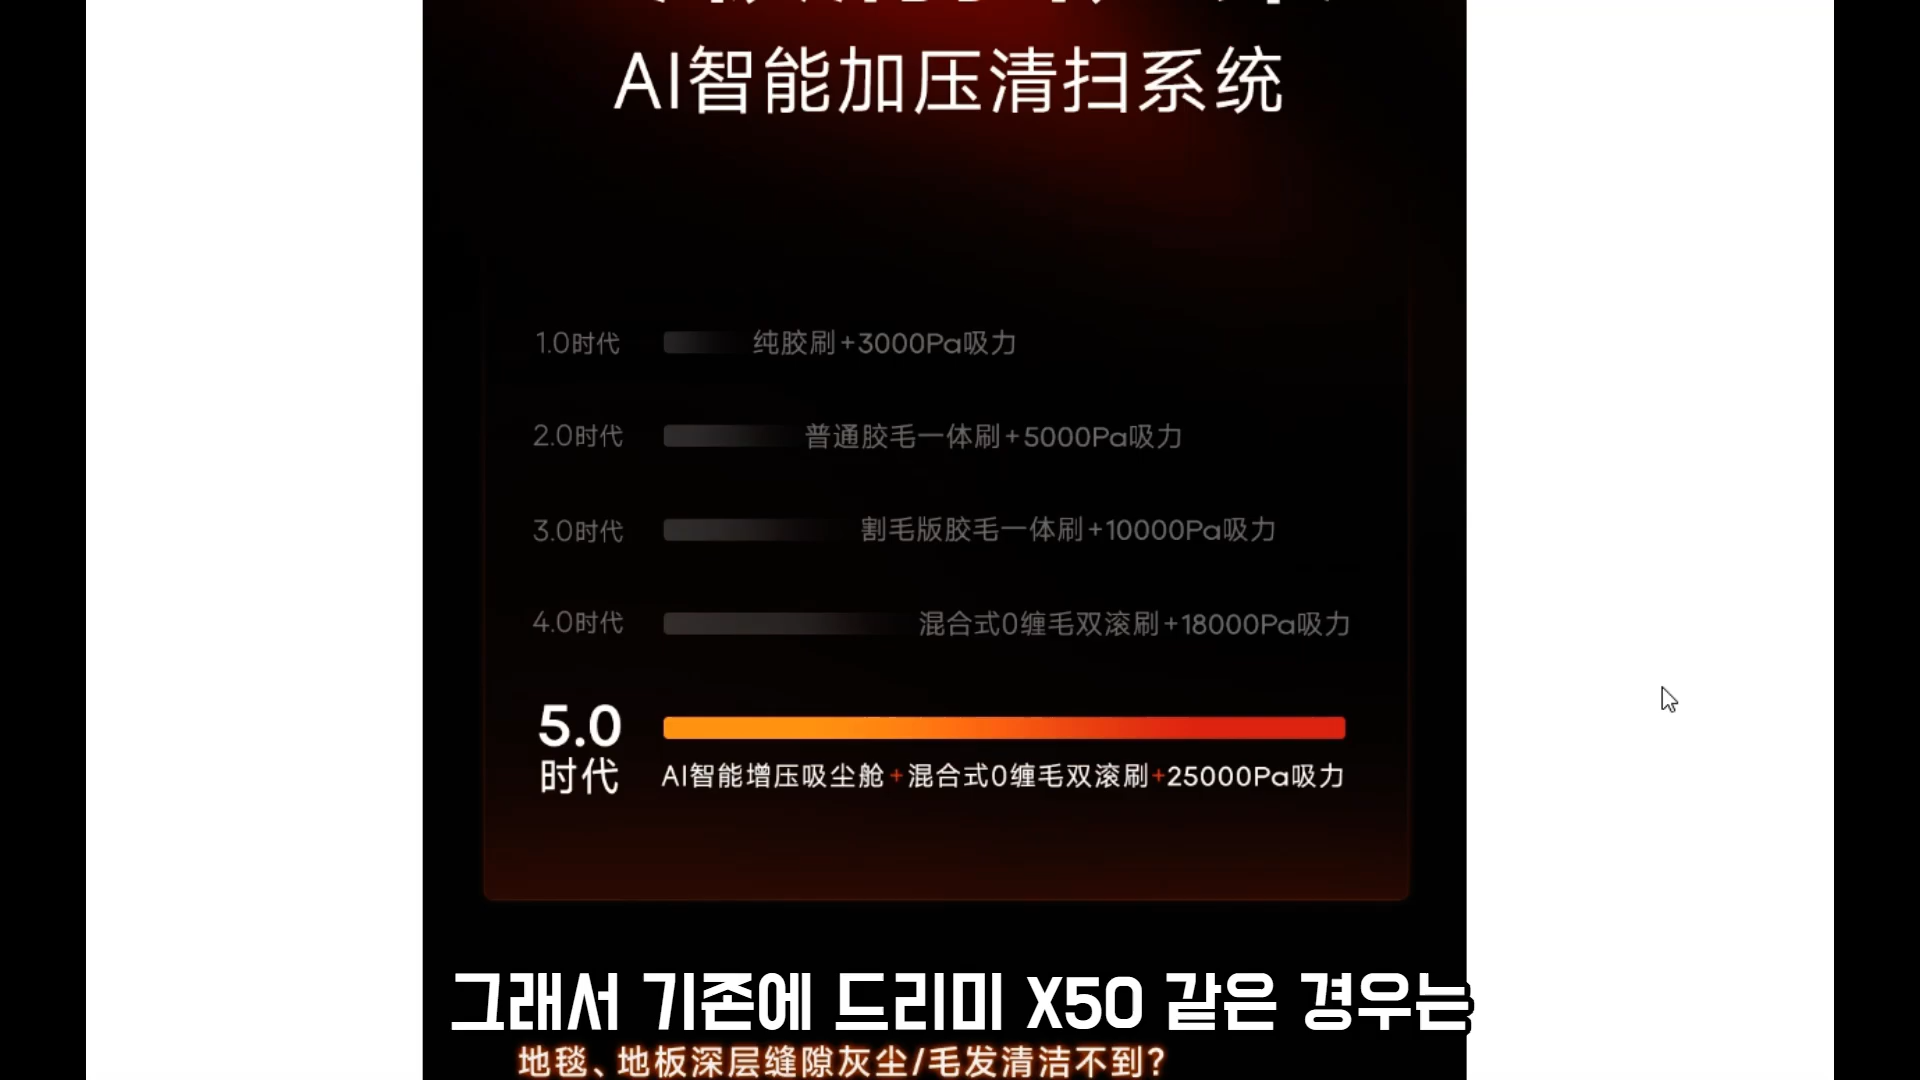 AI智能加压清扫系统
1.0时代 纯胶刷+3000Pa吸力
2.0时代 普通胶毛一体刷+5000Pa吸力
3.0时代 割毛版胶毛一体刷+10000Pa吸力
4.0时代 混合式0缠毛双滚刷+18000Pa吸力
5.0
时代 AI智能增压吸尘舱+混合式0缠毛双滚刷+25000Pa吸力
그래서 기존에 드리미 X50 같은 경우는
地毯、地板深层缝隙灰尘/毛发清洁不到?